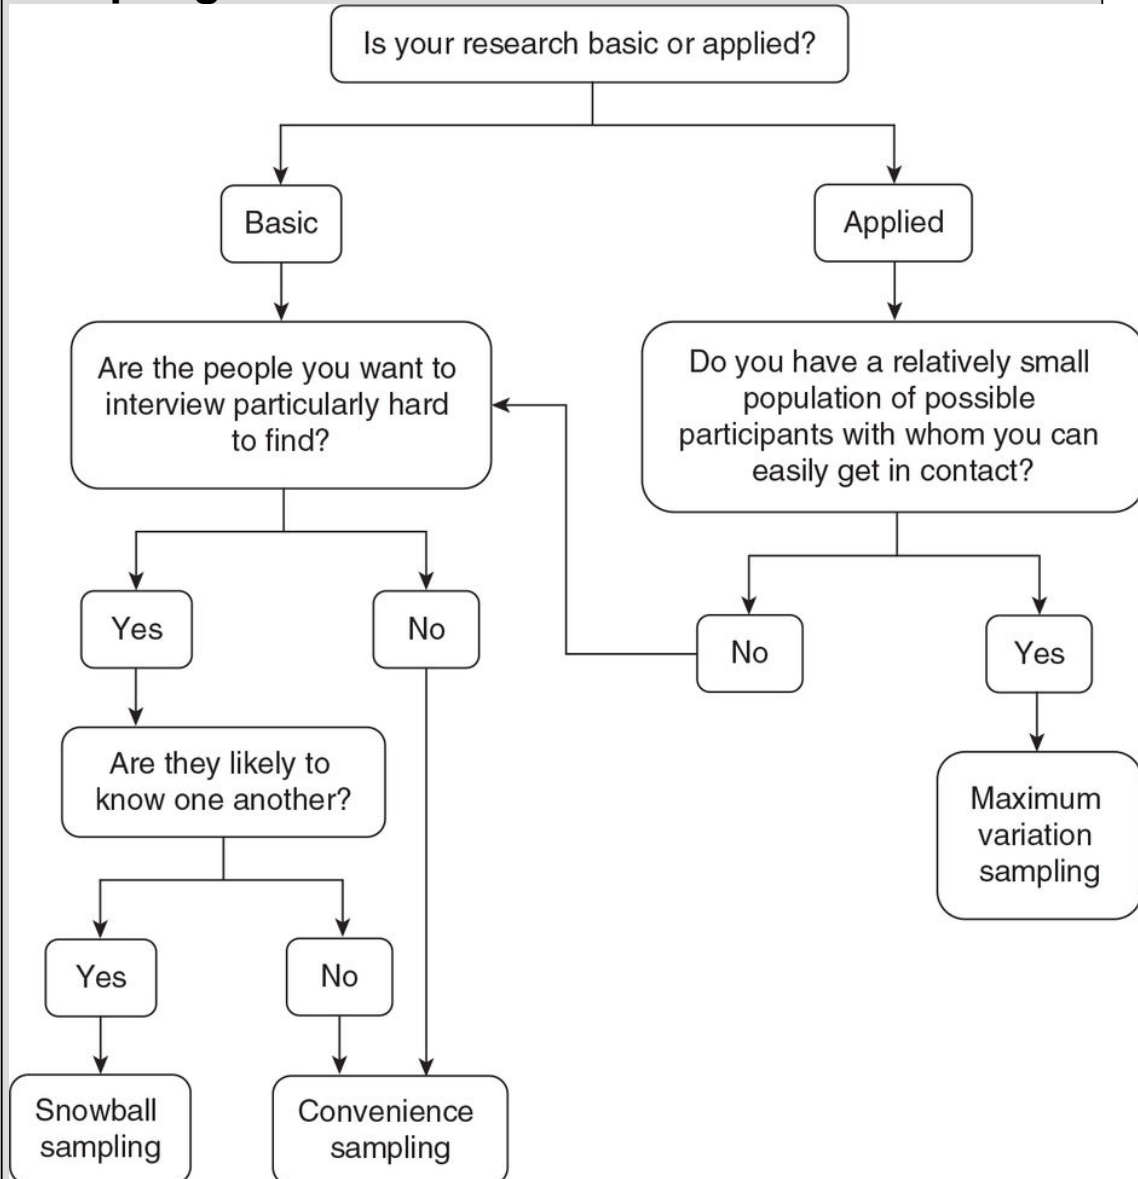 Is your research basic or applied?
Basic
Applied
Are the people you want to
interview particularly hard
to find?
Do you have a relatively small
population of possible
participants with whom you can
easily get in contact?
Yes
No
No
Yes
Are they likely to
know one another?
Maximum
variation
sampling
Yes
No
Snowball
sampling
Convenience
sampling